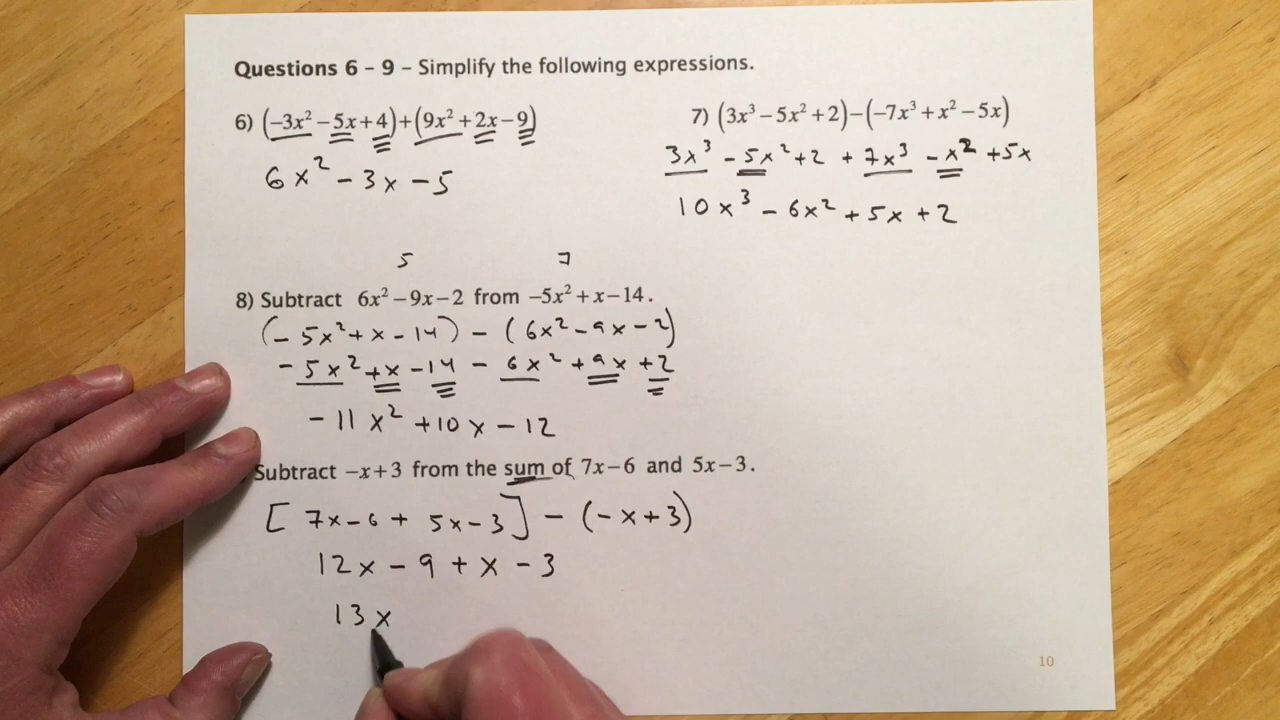 Questions 6 – 9 – Simplify the following expressions.
6) (−3x² − 5x + 4) + (9x² + 2x − 9)
6x² − 3x − 5
7) (3x³ − 5x² + 2) − (−7x³ + x² − 5x)
3x³ − 5x² + 2 + 7x³ − x² + 5x
10x³ − 6x² + 5x + 2
5 7
8) Subtract 6x² − 9x − 2 from −5x² + x − 14.
(− 5x² + x − 14) − (6x² − 9x − 2)
− 5x² + x − 14 − 6x² + 9x + 2
− 11x² + 10x − 12
Subtract −x + 3 from the sum of 7x − 6 and 5x − 3.
[7x − 6 + 5x − 3] − (−x + 3)
12x − 9 + x − 3
13x
10